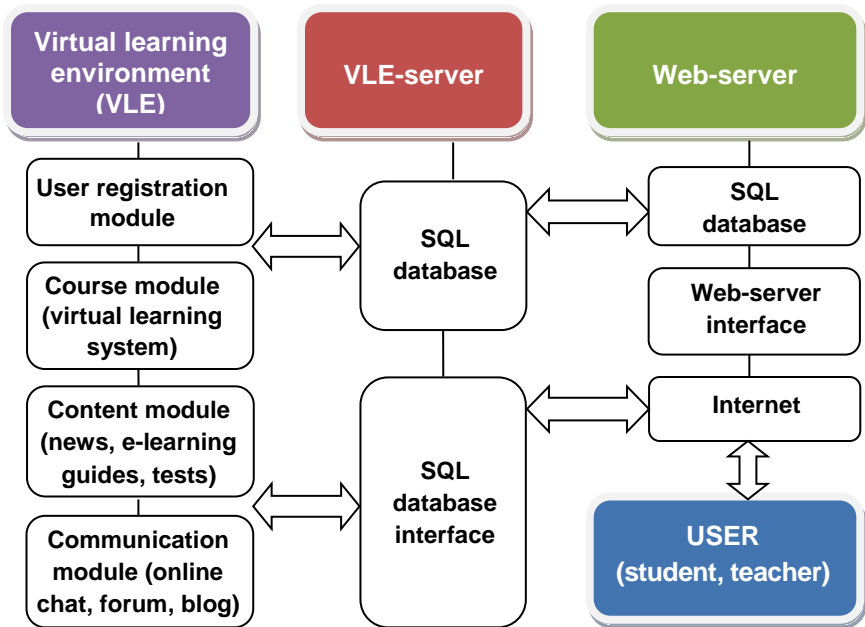 Virtual learning
environment
(VLE)
User registration
module
Course module
(virtual learning
system)
Content module
(news, e-learning
guides, tests)
Communication
module (online
chat, forum, blog)
VLE-server
SQL
database
SQL
database
interface
Web-server
SQL
database
Web-server
interface
Internet
USER
(student, teacher)